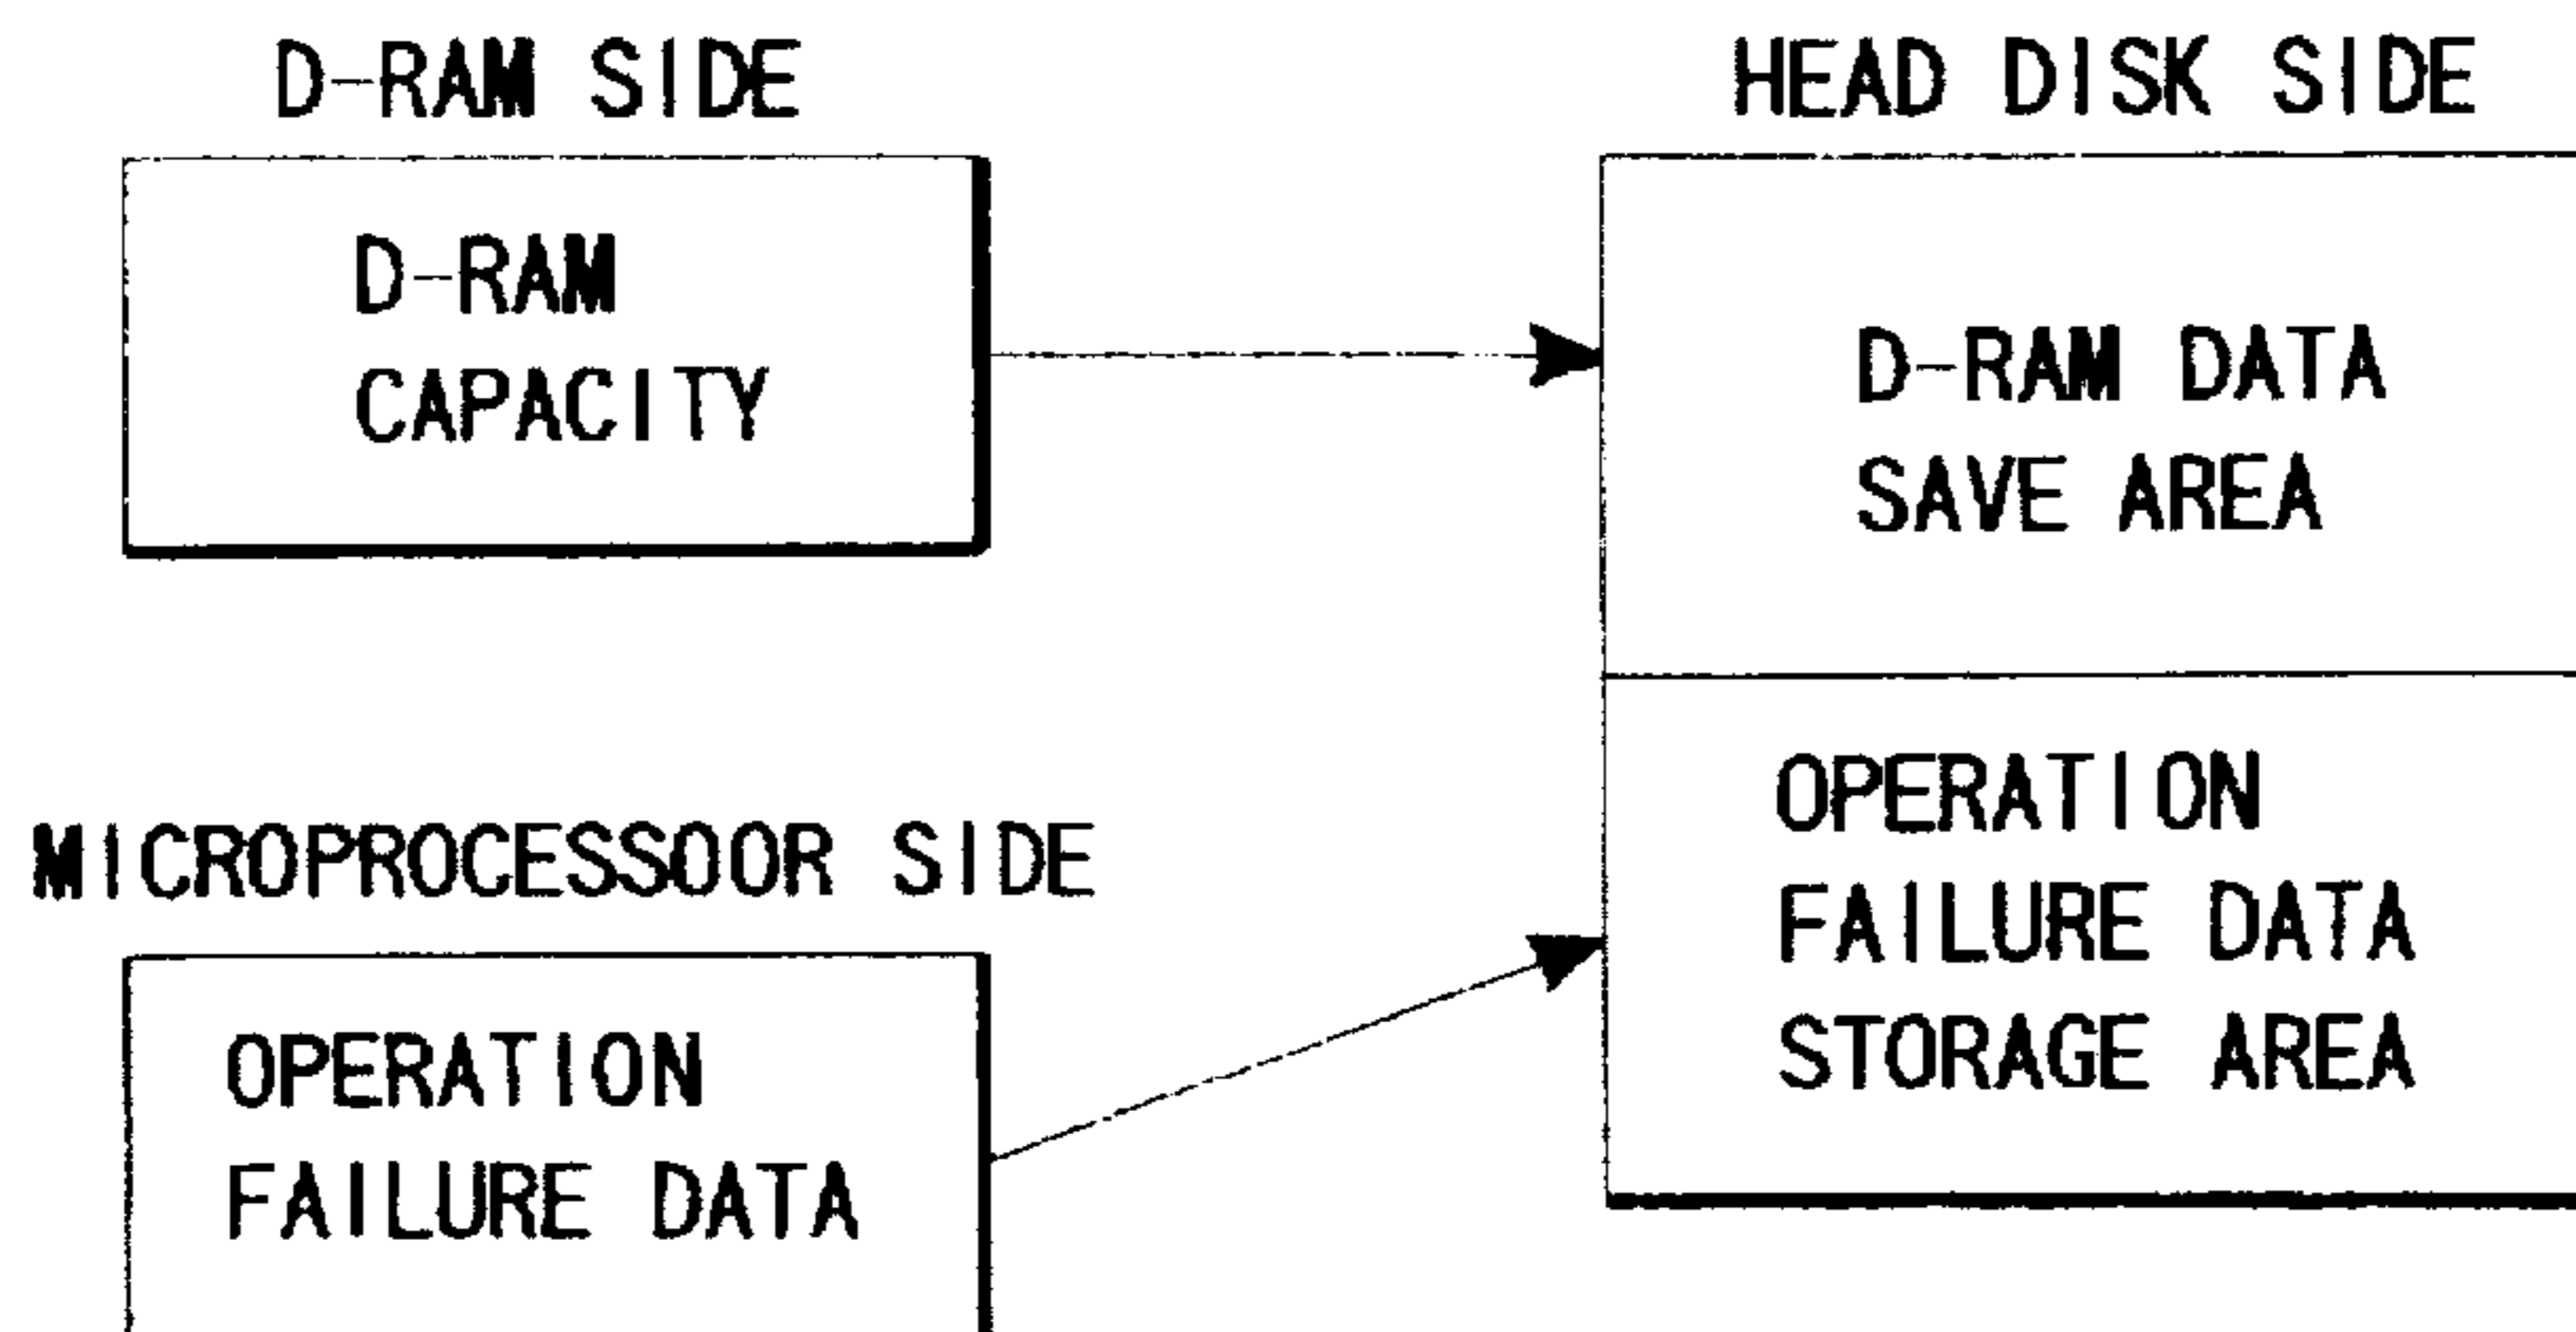 D-RAM SIDE
D-RAM
CAPACITY
HEAD DISK SIDE
D-RAM DATA
SAVE AREA
OPERATION
FAILURE DATA
STORAGE AREA
MICROPROCESSOOR SIDE
OPERATION
FAILURE DATA